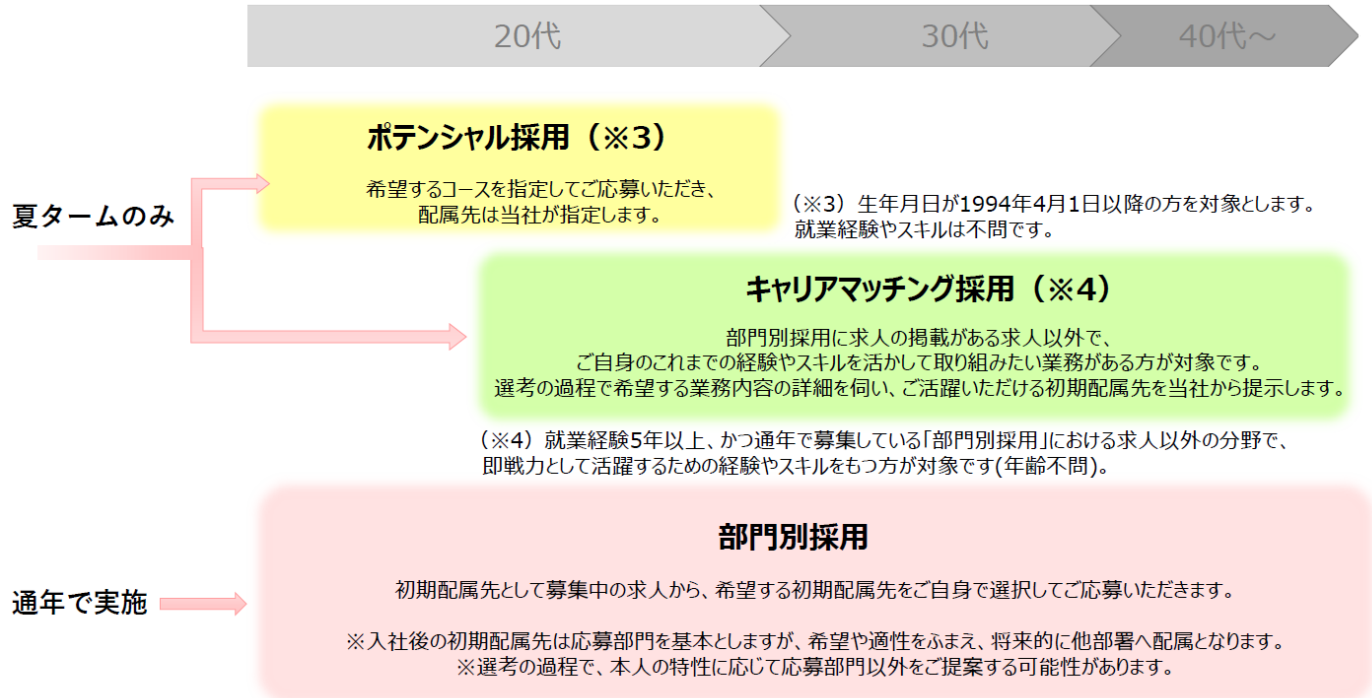 20代
30代
40代～
ポテンシャル採用（※3）
希望するコースを指定してご応募いただき、
配属先は当社が指定します。
夏タームのみ
（※3）生年月日が1994年4月1日以降の方を対象とします。
就業経験やスキルは不問です。
キャリアマッチング採用（※4）
部門別採用に求人の掲載がある求人以外で、
ご自身のこれまでの経験やスキルを活かして取り組みたい業務がある方が対象です。
選考の過程で希望する業務内容の詳細を伺い、ご活躍いただける初期配属先を当社から提示します。
（※4）就業経験5年以上、かつ通年で募集している「部門別採用」における求人以外の分野で、
即戦力として活躍するための経験やスキルをもつ方が対象です(年齢不問)。
部門別採用
初期配属先として募集中の求人から、希望する初期配属先をご自身で選択してご応募いただきます。
通年で実施
※入社後の初期配属先は応募部門を基本としますが、希望や適性をふまえ、将来的に他部署へ配属となります。
※選考の過程で、本人の特性に応じて応募部門以外をご提案する可能性があります。